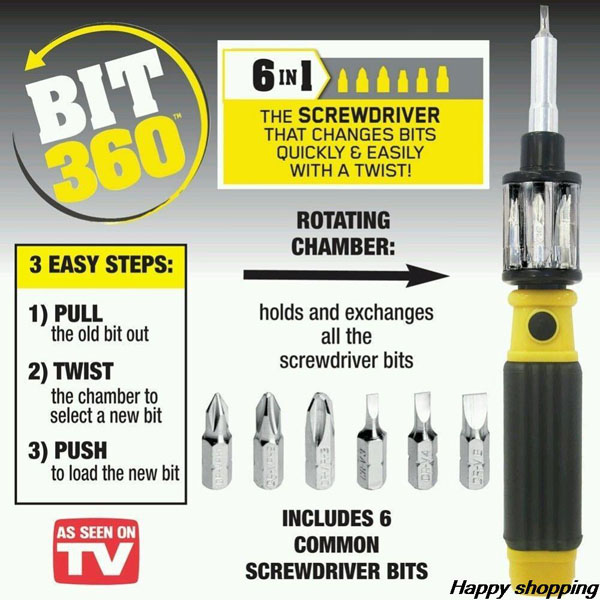 BIT
360™
6 IN 1
THE SCREWDRIVER
THAT CHANGES BITS
QUICKLY & EASILY
WITH A TWIST!
ROTATING
CHAMBER:
holds and exchanges
all the
screwdriver bits
3 EASY STEPS:
1) PULL
the old bit out
2) TWIST
the chamber to
select a new bit
3) PUSH
to load the new bit
INCLUDES 6
COMMON
SCREWDRIVER BITS
AS SEEN ON
TV
Happy shopping